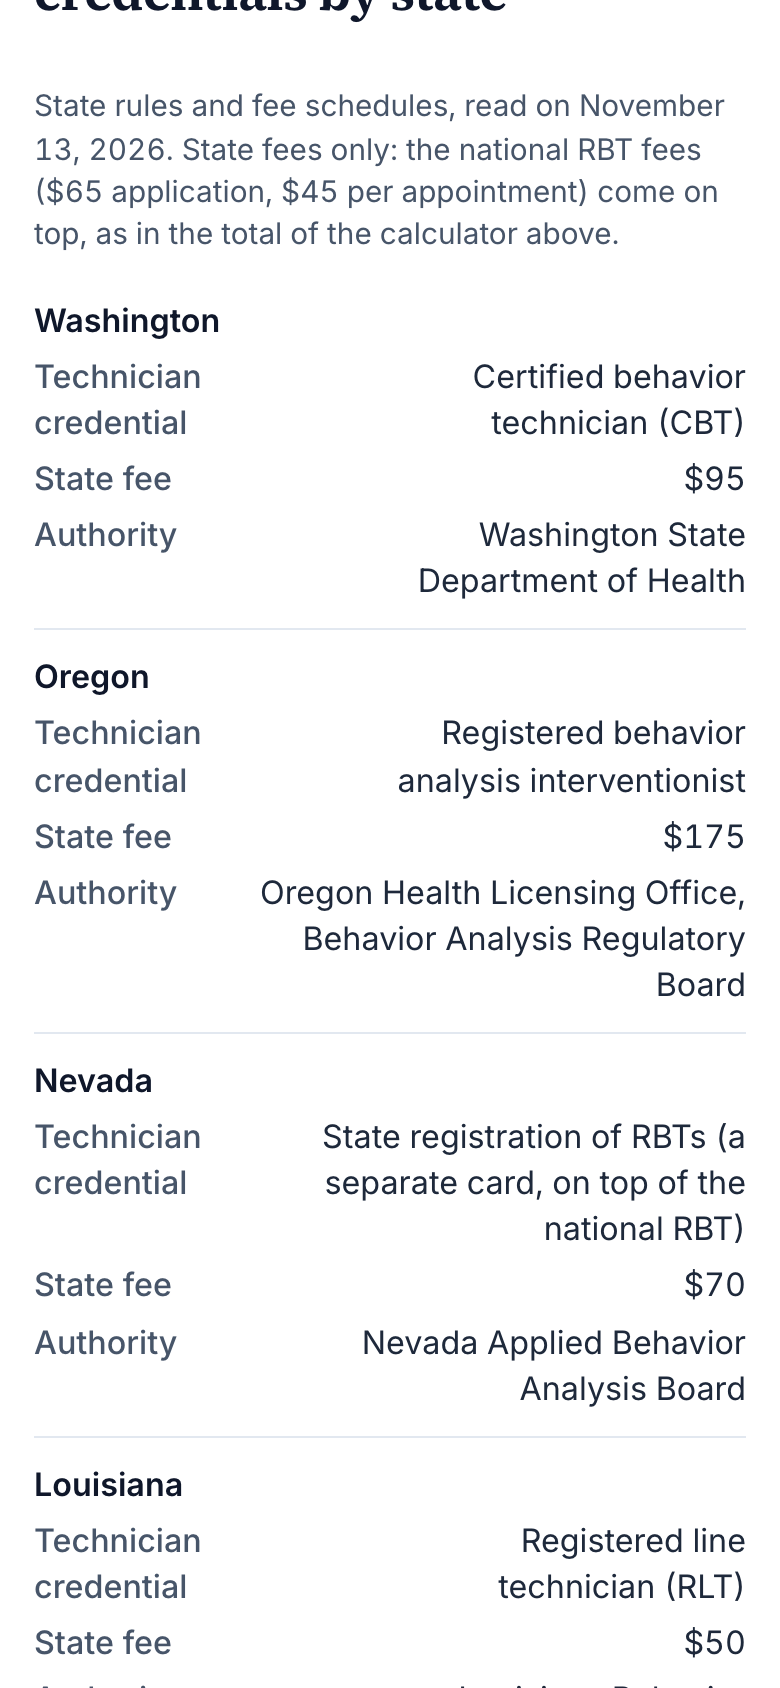 credentials by state
State rules and fee schedules, read on November
13, 2026. State fees only: the national RBT fees
($65 application, $45 per appointment) come on
top, as in the total of the calculator above.
Washington
Technician credential
Certified behavior technician (CBT)
State fee $95
Authority Washington State Department of Health
Oregon
Technician credential
Registered behavior analysis interventionist
State fee $175
Authority Oregon Health Licensing Office,
Behavior Analysis Regulatory
Board
Nevada
Technician credential
State registration of RBTs (a
separate card, on top of the
national RBT)
State fee $70
Authority Nevada Applied Behavior
Analysis Board
Louisiana
Technician credential
Registered line
technician (RLT)
State fee $50